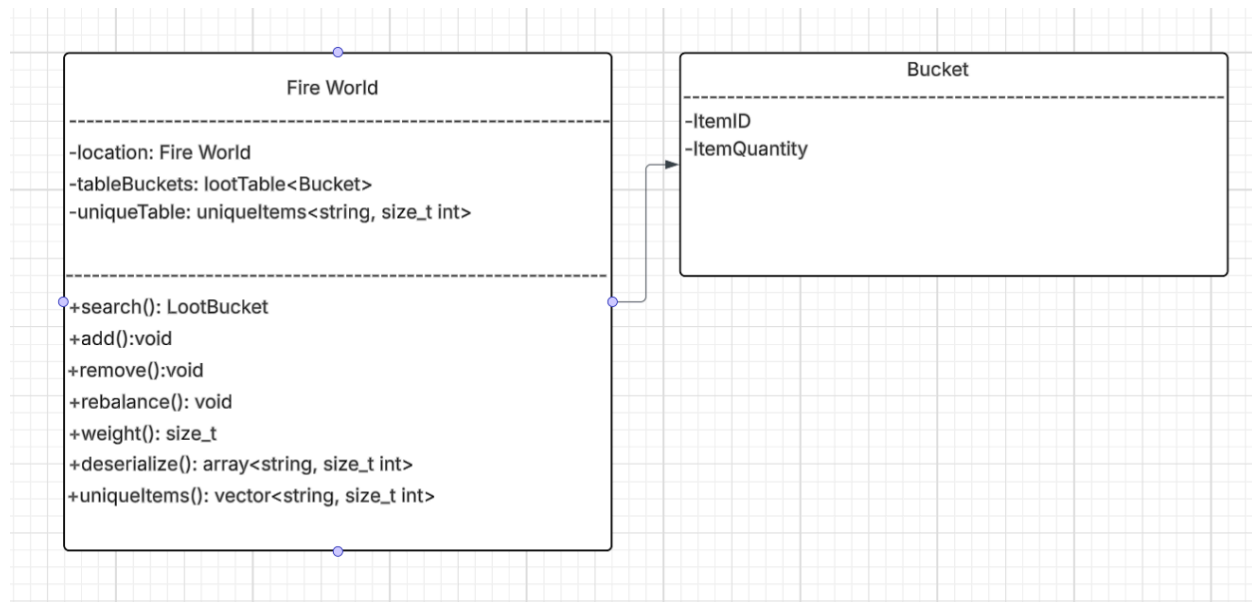 Fire World
-location: Fire World
-tableBuckets: lootTable<Bucket>
-uniqueTable: uniqueItems<string, size_t int>
+search(): LootBucket
+add():void
+remove():void
+rebalance(): void
+weight(): size_t
+deserialize(): array<string, size_t int>
+uniqueItems(): vector<string, size_t int>
Bucket
-ItemID
-ItemQuantity